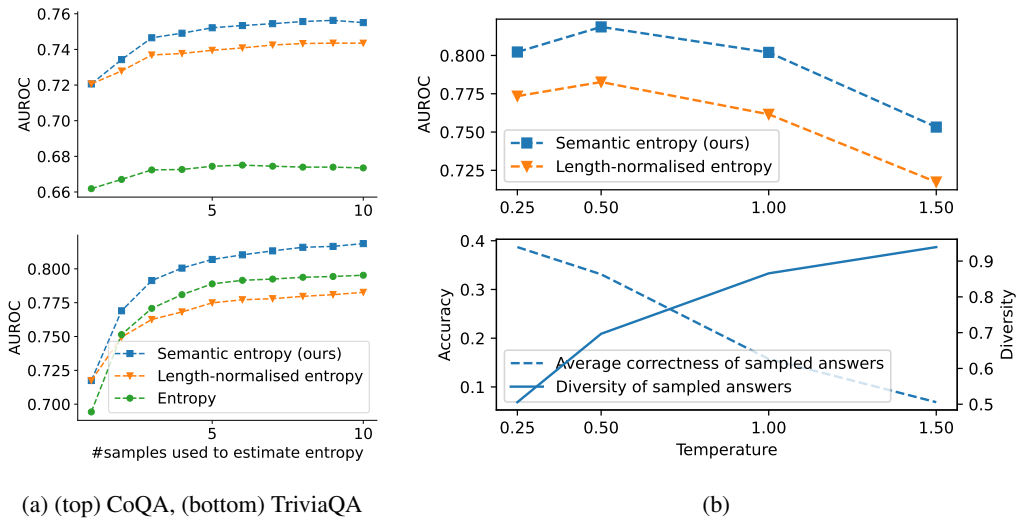 0.76
0.74
0.72
0.70
0.68
0.66
AUROC
5
10
0.800
0.775
0.750
0.725
0.700
AUROC
Semantic entropy (ours)
Length-normalised entropy
Entropy
5
10
#samples used to estimate entropy
(a) (top) CoQA, (bottom) TriviaQA
0.800
0.775
0.750
0.725
AUROC
Semantic entropy (ours)
Length-normalised entropy
0.25
0.50
1.00
1.50
0.4
0.3
0.2
0.1
Accuracy
Average correctness of sampled answers
Diversity of sampled answers
0.9
0.8
0.7
0.6
0.5
Diversity
0.25
0.50
1.00
1.50
Temperature
(b)